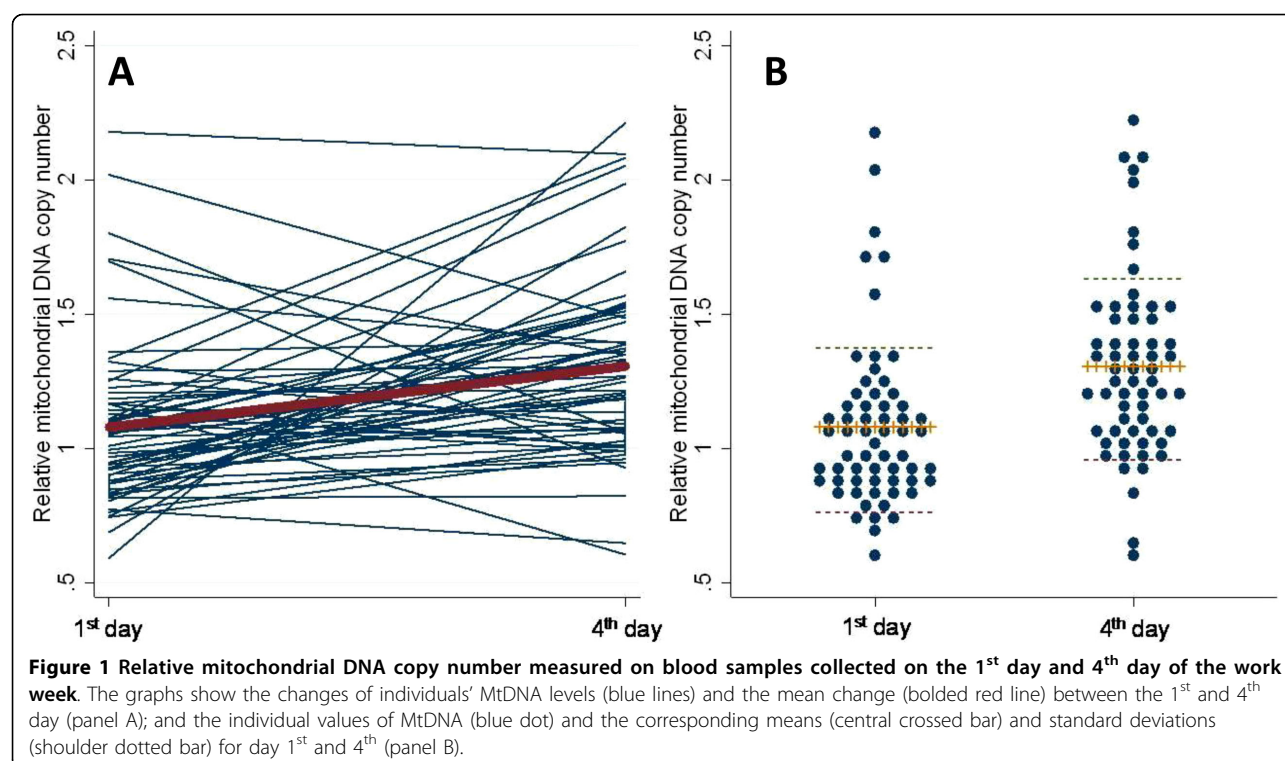 A
Relative mitochondrial DNA copy number
2.5
2
1.5
1
.5
1st day
4th day
B
Relative mitochondrial DNA copy number
2.5
2
1.5
1
.5
1st day
4th day
Figure 1 Relative mitochondrial DNA copy number measured on blood samples collected on the 1st day and 4th day of the work
week. The graphs show the changes of individuals' MtDNA levels (blue lines) and the mean change (bolded red line) between the 1st and 4th
day (panel A); and the individual values of MtDNA (blue dot) and the corresponding means (central crossed bar) and standard deviations
(shoulder dotted bar) for day 1st and 4th (panel B).